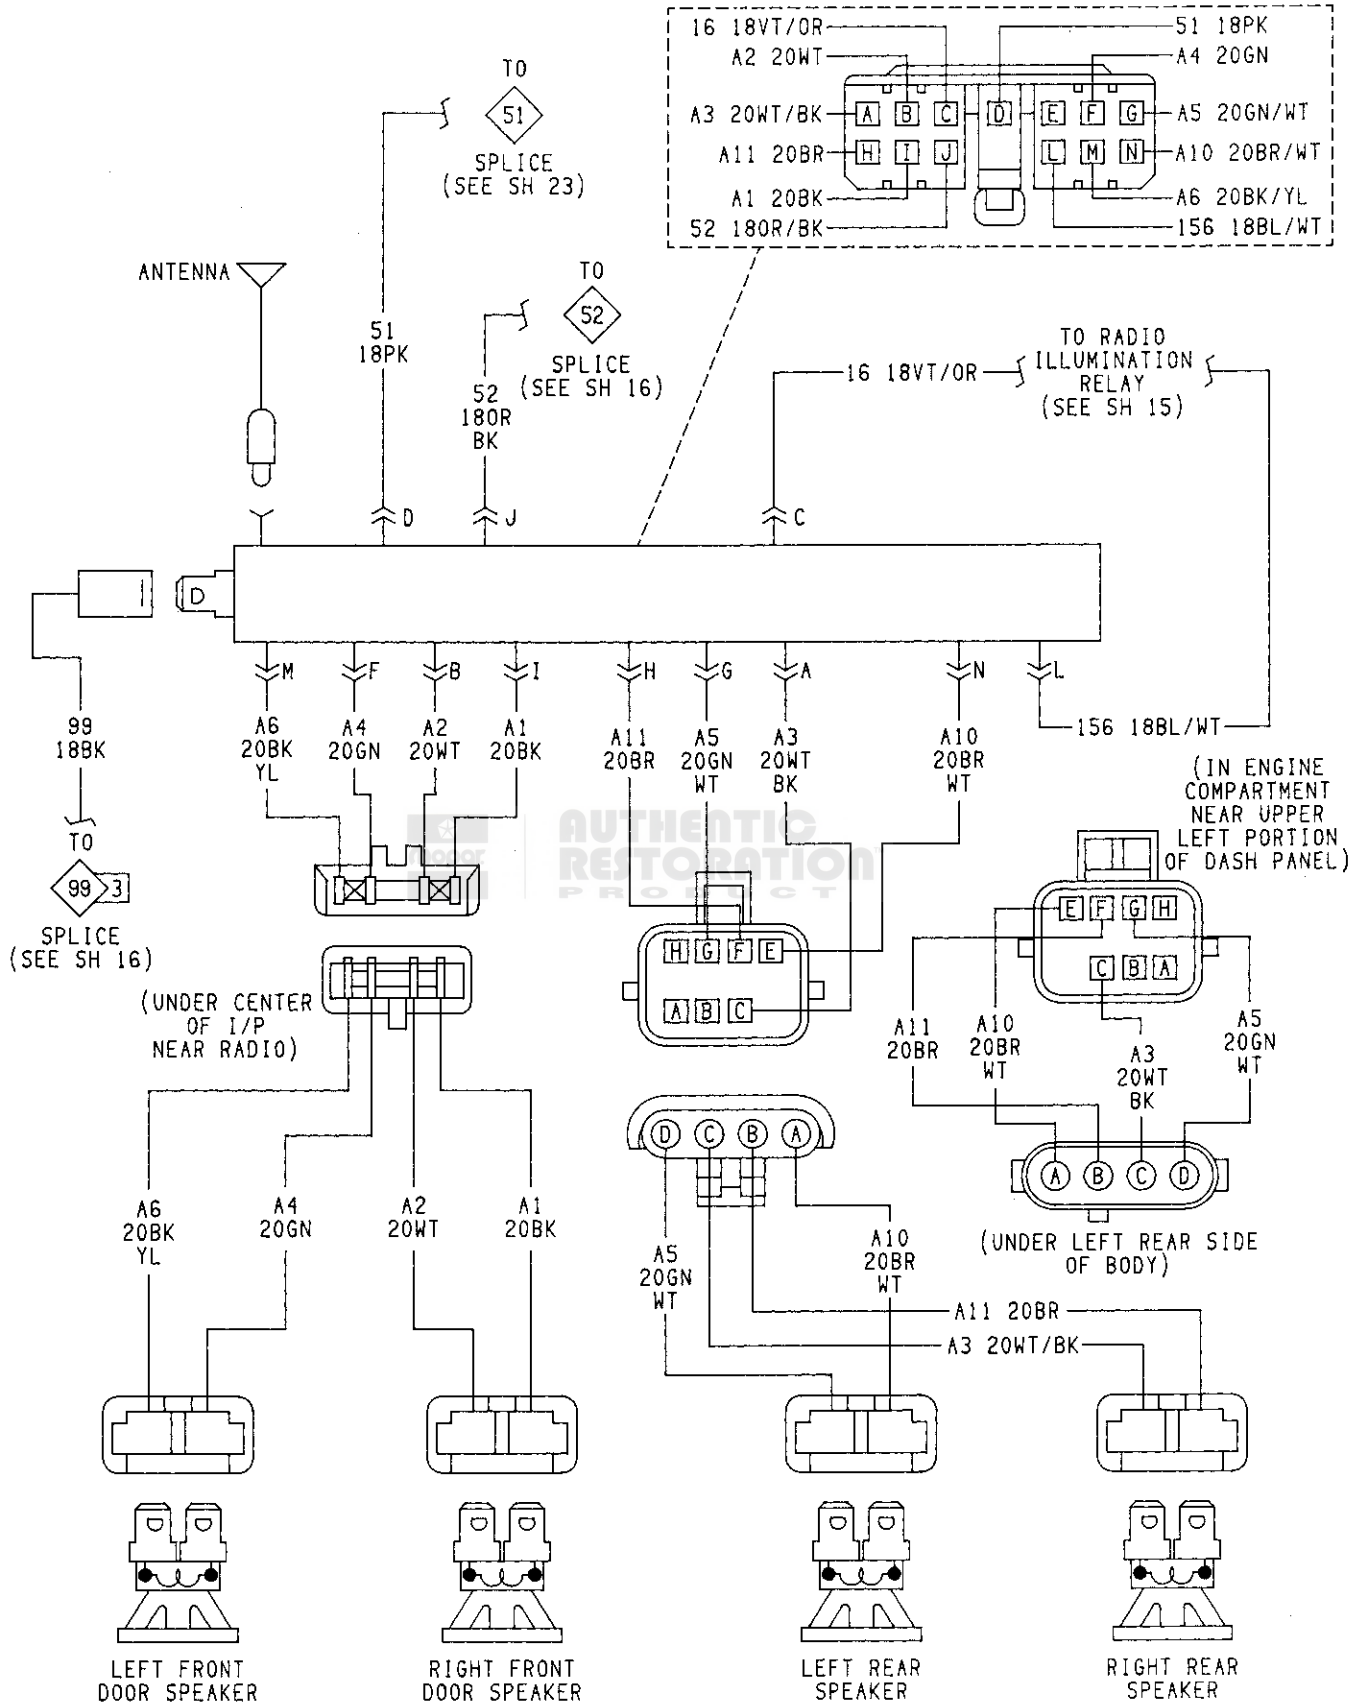 16 18VT/OR
A2 20WT
A3 20WT/BK
A11 20BR
A1 20BK
52 18OR/BK
51 18PK
A4 20GN
A5 20GN/WT
A10 20BR/WT
A6 20BK/YL
156 18BL/WT
A B C D E F G
H I J L M N
TO
51
SPLICE
(SEE SH 23)
ANTENNA
TO
52
SPLICE
(SEE SH 16)
51
18PK
52
18OR
BK
16 18VT/OR
TO RADIO
ILLUMINATION
RELAY
(SEE SH 15)
D
J
C
D
M
F
B
I
H
G
A
N
L
99
18BK
TO
99
3
SPLICE
(SEE SH 16)
A6
20BK
YL
A4
20GN
A2
20WT
A1
20BK
A11
20BR
A5
20GN
WT
A3
20WT
BK
A10
20BR
WT
156 18BL/WT
(IN ENGINE
COMPARTMENT
NEAR UPPER
LEFT PORTION
OF DASH PANEL)
mopar
AUTHENTIC
RESTORATION
PRODUCT
(UNDER CENTER
OF I/P
NEAR RADIO)
H G F E
A B C
E F G H
C B A
A11
20BR
A10
20BR
WT
A3
20WT
BK
A5
20GN
WT
D C B A
A B C D
(UNDER LEFT REAR SIDE
OF BODY)
A6
20BK
YL
A4
20GN
A2
20WT
A1
20BK
A5
20GN
WT
A10
20BR
WT
A11 20BR
A3 20WT/BK
LEFT FRONT
DOOR SPEAKER
RIGHT FRONT
DOOR SPEAKER
LEFT REAR
SPEAKER
RIGHT REAR
SPEAKER